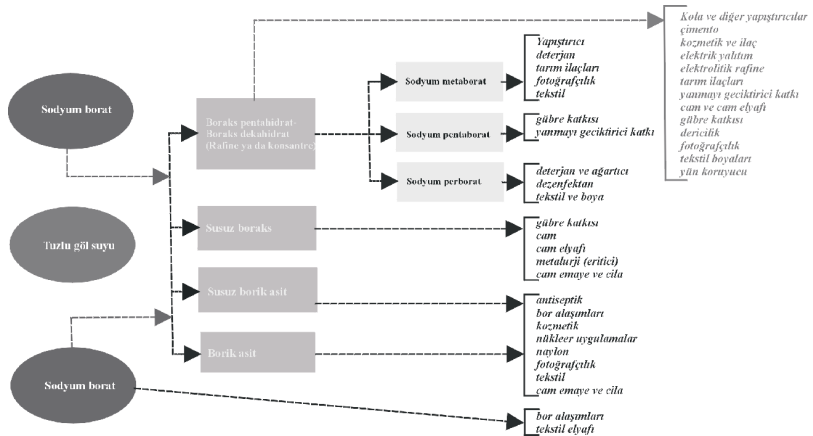 Sodyum borat
Tuzlu göl suyu
Sodyum borat
Boraks pentahidrat-
Boraks dekahidrat
(Rafine ya da konsantre)
Susuz boraks
Susuz borik asit
Borik asit
Sodyum metaborat
Sodyum pentaborat
Sodyum perborat
Yapıştırıcı
deterjan
tarım ilaçları
fotoğrafçılık
tekstil
gübre katkısı
yanmayı geciktirici katkı
deterjan ve ağartıcı
dezenfektan
tekstil ve boya
gübre katkısı
cam
cam elyafı
metalurji (eritici)
cam emaye ve cila
antiseptik
bor alaşımları
kozmetik
nükleer uygulamalar
naylon
fotoğrafçılık
tekstil
cam emaye ve cila
bor alaşımları
tekstil elyafı
Kola ve diğer yapıştırıcılar
çimento
kozmetik ve ilaç
elektrik yalıtım
elektrolitik rafine
tarım ilaçları
yanmayı geciktirici katkı
cam ve cam elyafı
gübre katkısı
dericilik
fotoğrafçılık
tekstil boyaları
yün koruyucu